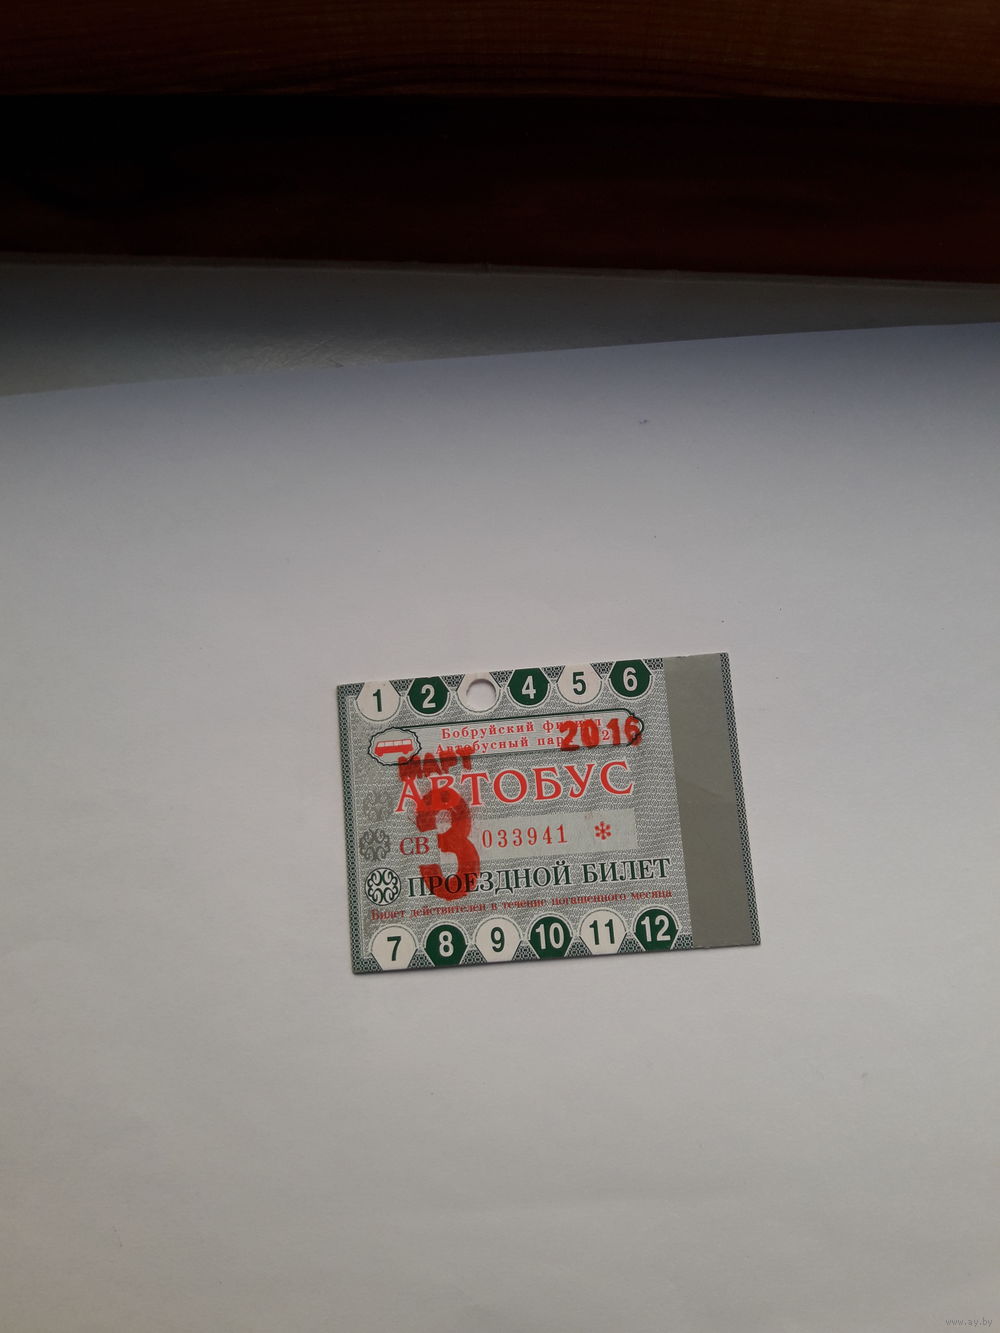 1 2 4 5 6
Бобруйский филиал
Автобусный парк 2
2016
МАРТ
АВТОБУС
3
СВ 033941 *
ПРОЕЗДНОЙ БИЛЕТ
Билет действителен в течение погашенного месяца
7 8 9 10 11 12
www.ay.by